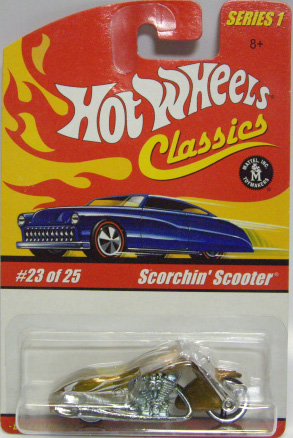 SERIES 1
8+
HOT WHEELS
Classics
MATTEL, INC.
M
TOYMAKERS
#23 of 25
Scorchin' Scooter®